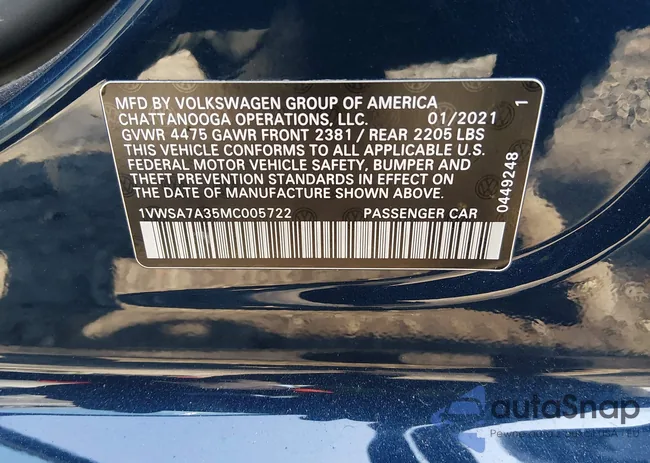 MFD BY VOLKSWAGEN GROUP OF AMERICA
CHATTANOOGA OPERATIONS, LLC. 01/2021
GVWR 4475 GAWR FRONT 2381 / REAR 2205 LBS
THIS VEHICLE CONFORMS TO ALL APPLICABLE U.S.
FEDERAL MOTOR VEHICLE SAFETY, BUMPER AND
THEFT PREVENTION STANDARDS IN EFFECT ON
THE DATE OF MANUFACTURE SHOWN ABOVE.
1VWSA7A35MC005722 PASSENGER CAR
0449248 1
autoSnap